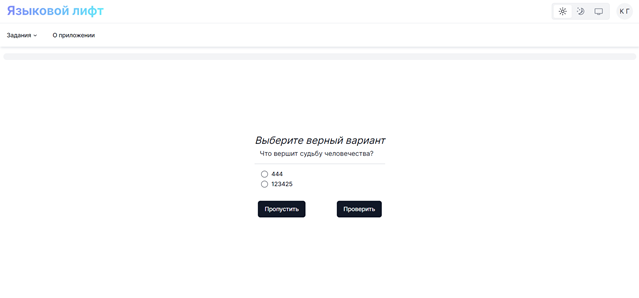 Языковой лифт
К Г
Задания
О приложении
Выберите верный вариант
Что вершит судьбу человечества?
444
123425
Пропустить
Проверить